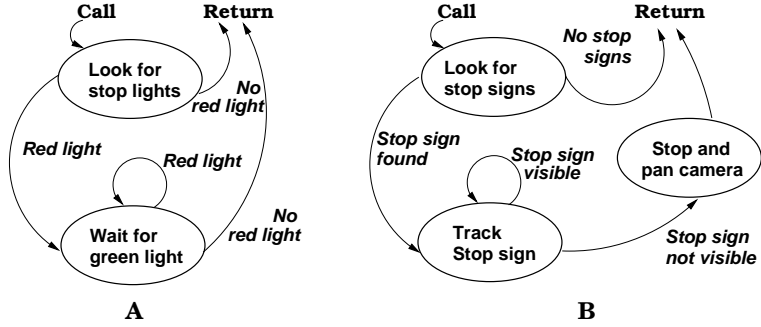 Call
Return
Look for
stop lights
No
red light
Red light
Red light
Wait for
green light
No
red light
A
Call
Return
No stop
signs
Look for
stop signs
Stop sign
found
Stop sign
visible
Stop and
pan camera
Track
Stop sign
Stop sign
not visible
B